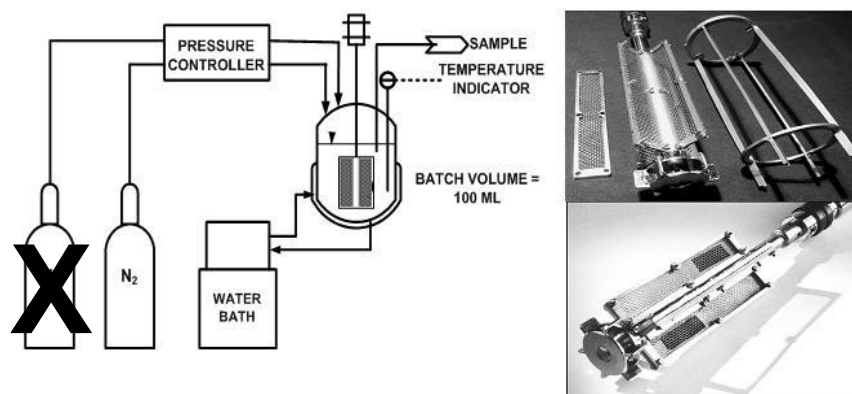 PRESSURE
CONTROLLER
SAMPLE
TEMPERATURE
INDICATOR
BATCH VOLUME =
100 ML
X
N₂
WATER
BATH